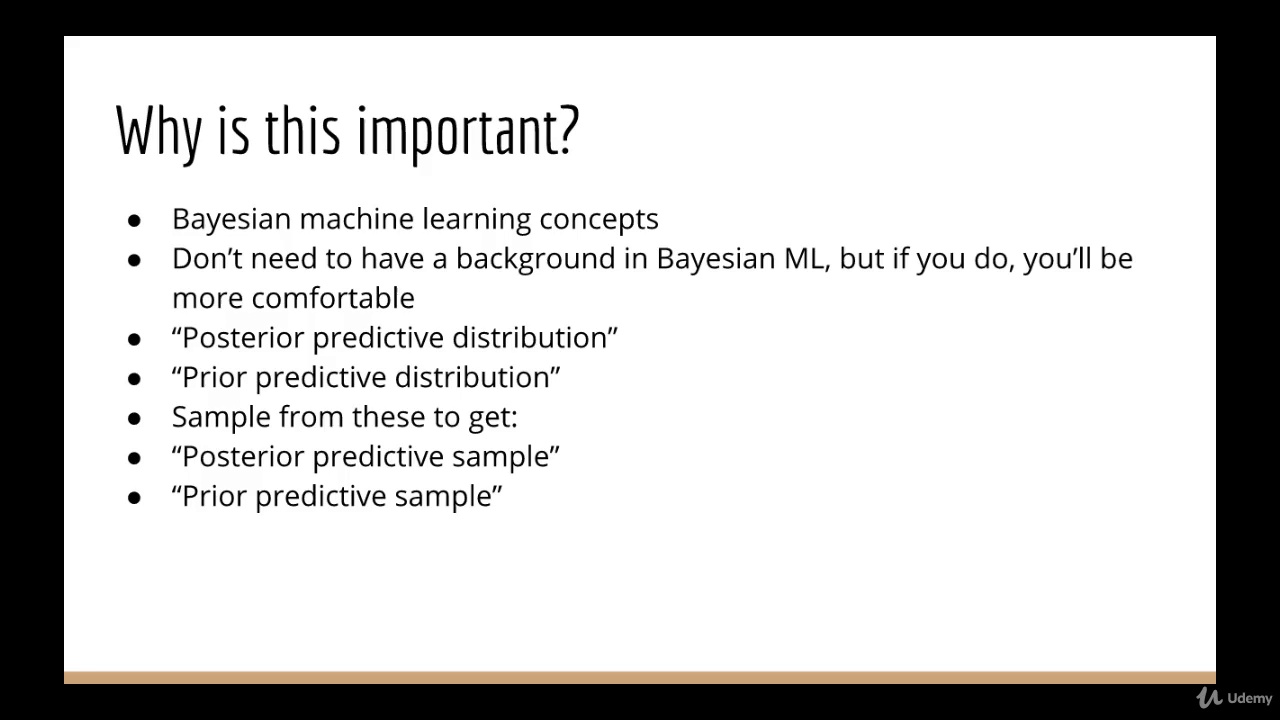 Why is this important?
● Bayesian machine learning concepts
● Don’t need to have a background in Bayesian ML, but if you do, you’ll be
more comfortable
● “Posterior predictive distribution”
● “Prior predictive distribution”
● Sample from these to get:
● “Posterior predictive sample”
● “Prior predictive sample”
Udemy